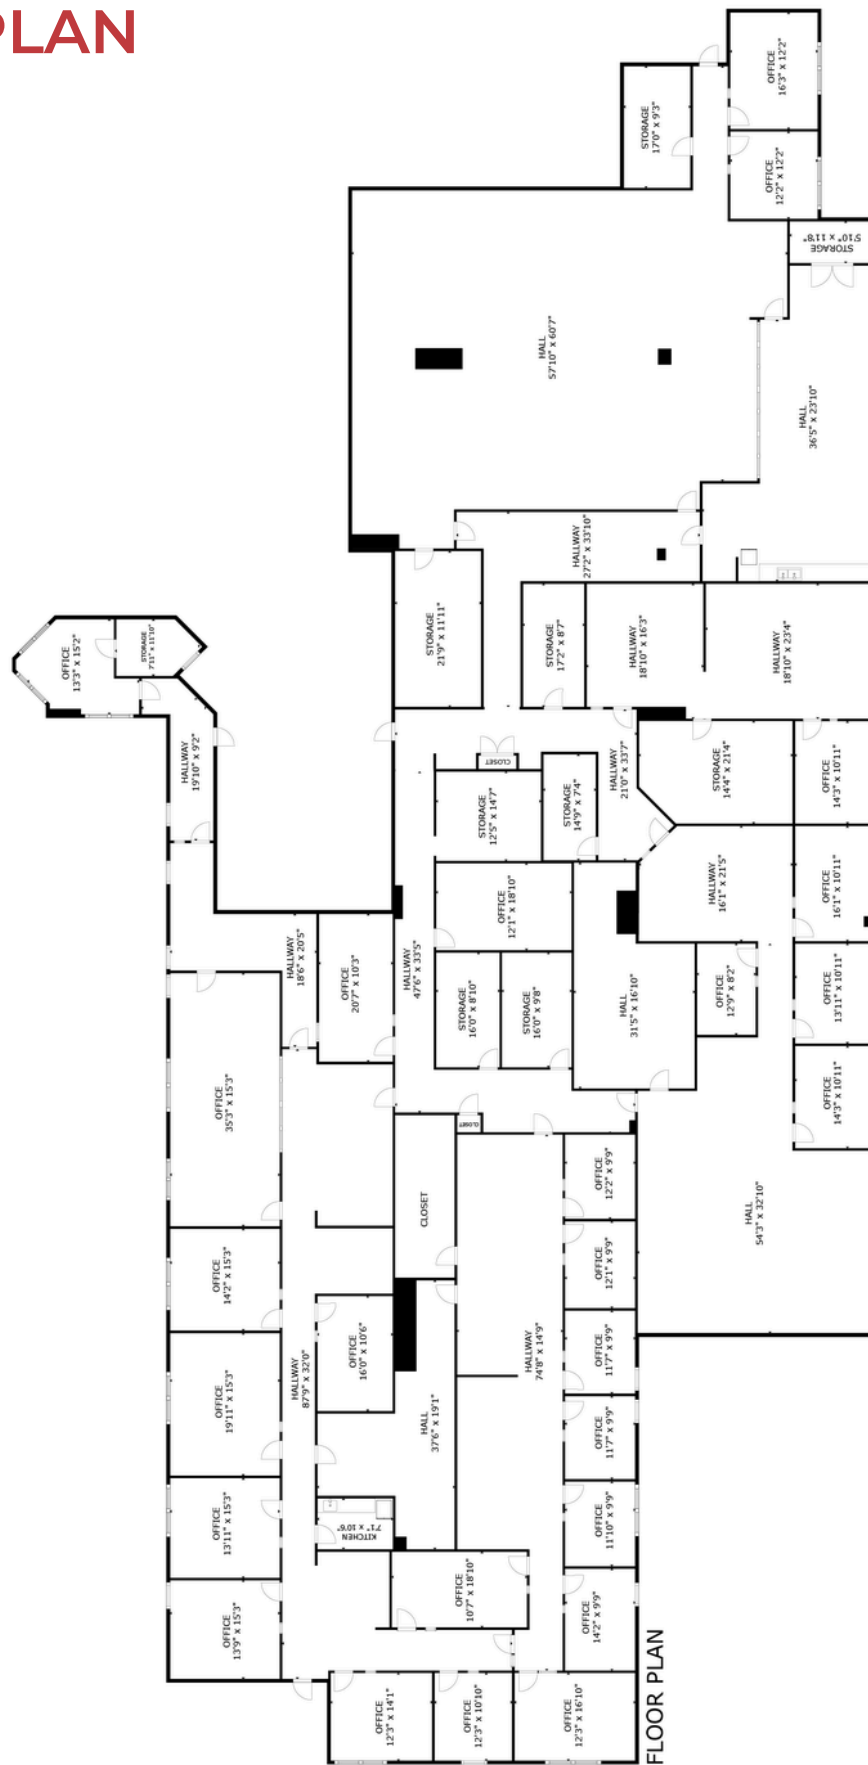 PLAN
OFFICE
16'3" x 12'2"
STORAGE
17'0" x 9'3"
OFFICE
12'2" x 12'2"
STORAGE
5'10" x 11'8"
HALL
57'10" x 60'7"
HALL
36'5" x 23'10"
HALLWAY
27'2" x 33'10"
STORAGE
21'9" x 11'11"
STORAGE
17'2" x 8'7"
HALLWAY
18'10" x 16'3"
HALLWAY
18'10" x 23'4"
OFFICE
13'3" x 15'2"
STORAGE
7'11" x 11'10"
HALLWAY
19'10" x 9'2"
CLOSET
STORAGE
12'5" x 14'7"
STORAGE
14'9" x 7'4"
HALLWAY
21'0" x 33'7"
STORAGE
14'4" x 21'4"
OFFICE
14'3" x 10'11"
OFFICE
12'1" x 18'10"
HALLWAY
16'1" x 21'5"
OFFICE
16'1" x 10'11"
HALLWAY
18'6" x 20'5"
OFFICE
20'7" x 10'3"
HALLWAY
47'6" x 33'5"
STORAGE
16'0" x 8'10"
STORAGE
16'0" x 9'8"
HALL
31'5" x 16'10"
OFFICE
12'9" x 8'2"
OFFICE
13'11" x 10'11"
OFFICE
14'3" x 10'11"
OFFICE
35'3" x 15'3"
CLOSET
CLOSET
OFFICE
12'2" x 9'9"
HALL
54'3" x 32'10"
OFFICE
14'2" x 15'3"
OFFICE
12'1" x 9'9"
OFFICE
19'11" x 15'3"
HALLWAY
87'9" x 32'0"
OFFICE
16'0" x 10'6"
HALL
37'6" x 19'1"
HALLWAY
74'8" x 14'9"
OFFICE
11'7" x 9'9"
OFFICE
11'7" x 9'9"
OFFICE
13'11" x 15'3"
KITCHEN
7'1" x 10'6"
OFFICE
11'10" x 9'9"
OFFICE
13'9" x 15'3"
OFFICE
10'7" x 18'10"
OFFICE
14'2" x 9'9"
OFFICE
12'3" x 14'1"
OFFICE
12'3" x 10'10"
OFFICE
12'3" x 16'10"
FLOOR PLAN